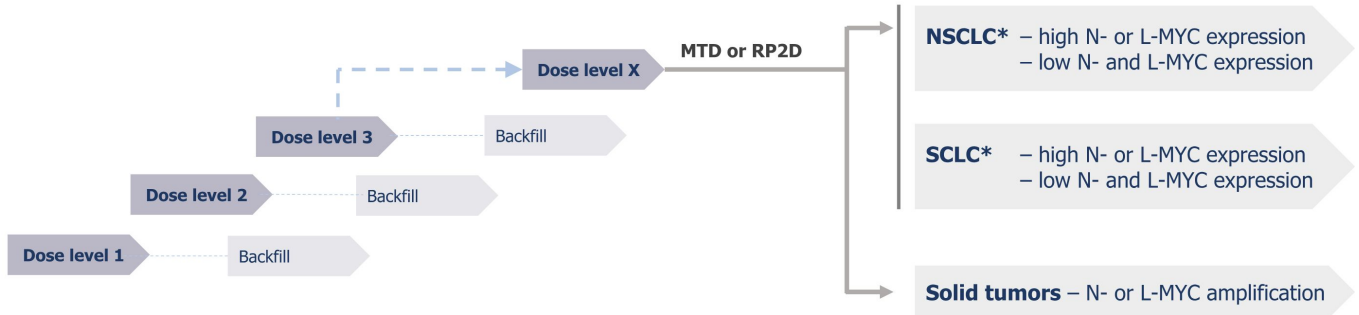 NSCLC* – high N- or L-MYC expression
– low N- and L-MYC expression
MTD or RP2D
Dose level X
Dose level 3
Backfill
SCLC* – high N- or L-MYC expression
– low N- and L-MYC expression
Dose level 2
Backfill
Dose level 1
Backfill
Solid tumors – N- or L-MYC amplification